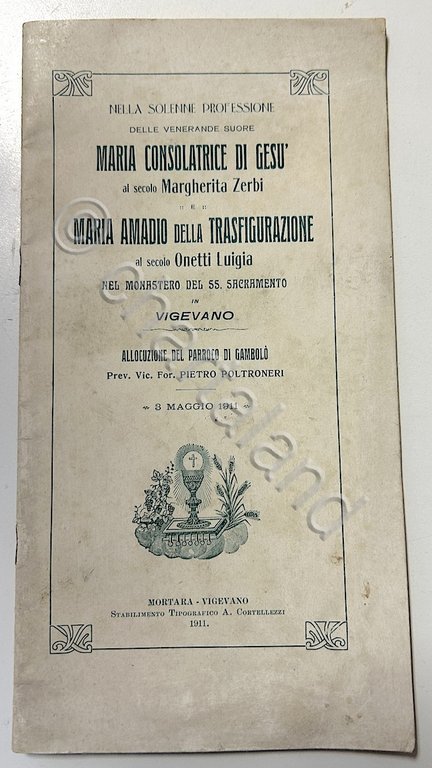 NELLA SOLENNE PROFESSIONE
DELLE VENERANDE SUORE
MARIA CONSOLATRICE DI GESU'
al secolo Margherita Zerbi
:: E ::
MARIA AMADIO DELLA TRASFIGURAZIONE
al secolo Onetti Luigia
NEL MONASTERO DEL SS. SACRAMENTO
IN
VIGEVANO
ALLOCUZIONE DEL PARROCO DI GAMBOLÒ
Prev. Vic. For. PIETRO POLTRONERI
3 MAGGIO 1911
MORTARA - VIGEVANO
STABILIMENTO TIPOGRAFICO A. CORTELLEZZI
1911.
© chartaland